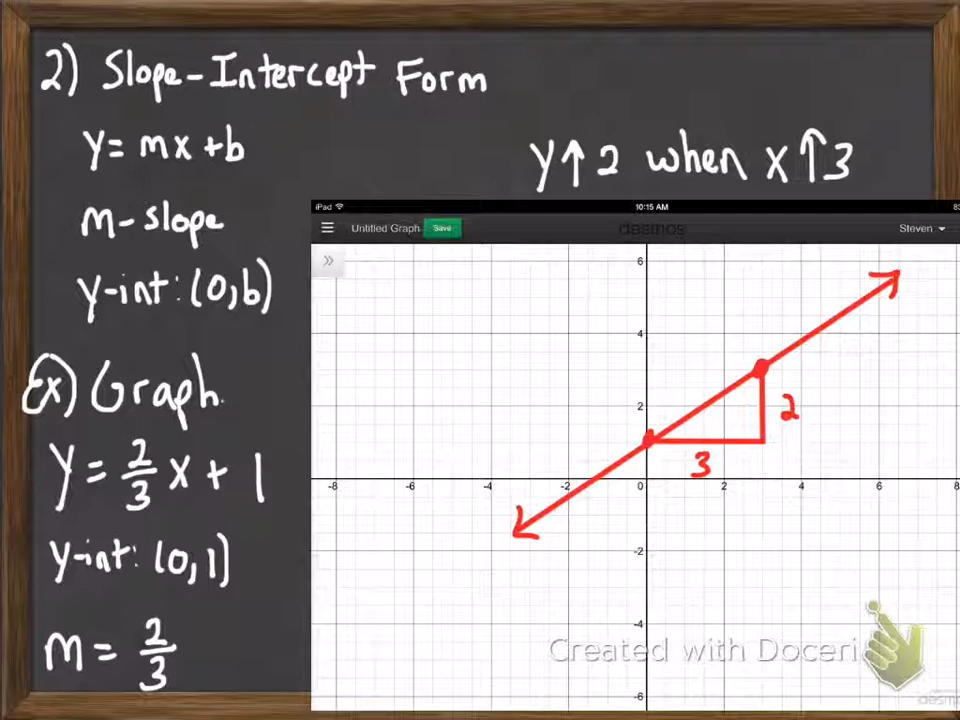 2) Slope-Intercept Form
y = mx + b
m - slope
y-int: (0,b)
y↑ 2 when x↑3
Ex) Graph
y = 2/3 x + 1
y-int: (0,1)
m = 2/3
iPad 10:15 AM 83
Untitled Graph Save desmos Steven
»
6
4
2
-8 -6 -4 -2 0 2 4 6 8
-2
-4
-6
2
3
Created with Doceri
desmo